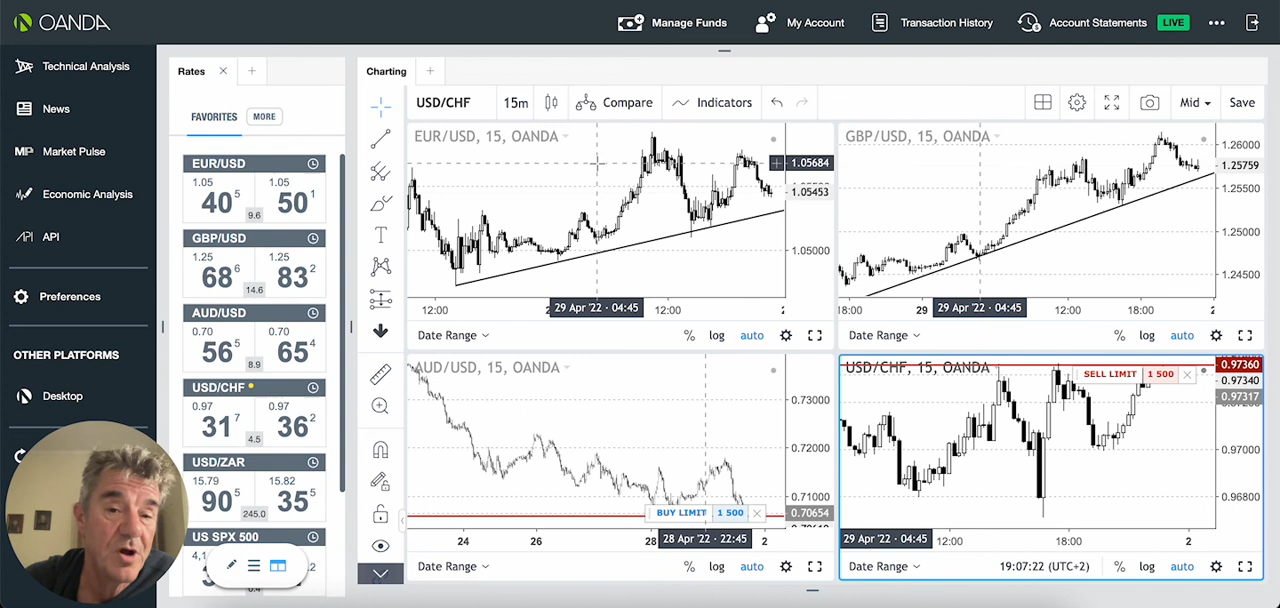 OANDA
Manage Funds
My Account
Transaction History
Account Statements
LIVE
Technical Analysis
News
MP Market Pulse
Economic Analysis
API API
Preferences
OTHER PLATFORMS
Desktop
Rates
FAVORITES
MORE
EUR/USD
1.05 1.05
40 5 50 1
9.6
GBP/USD
1.25 1.25
68 6 83 2
14.6
AUD/USD
0.70 0.70
56 5 65 4
8.9
USD/CHF
0.97 0.97
31 7 36 2
4.5
USD/ZAR
15.79 15.82
90 5 35 5
245.0
US SPX 500
Charting
USD/CHF
15m
Compare
Indicators
Mid
Save
EUR/USD, 15, OANDA
1.05684
1.05453
1.05000
12:00
29 Apr '22 - 04:45
12:00
Date Range
% log auto
GBP/USD, 15, OANDA
1.26000
1.25759
1.25500
1.25000
1.24500
18:00 29
29 Apr '22 - 04:45
12:00 18:00 2
Date Range
% log auto
AUD/USD, 15, OANDA
0.73000
0.72000
0.71000
BUY LIMIT 1 500
0.70654
24 26 28
28 Apr '22 - 22:45
2
Date Range
% log auto
USD/CHF, 15, OANDA
SELL LIMIT 1 500
0.97360
0.97340
0.97317
0.97000
0.96800
29 Apr '22 - 04:45
12:00 18:00 2
Date Range
19:07:22 (UTC+2)
% log auto